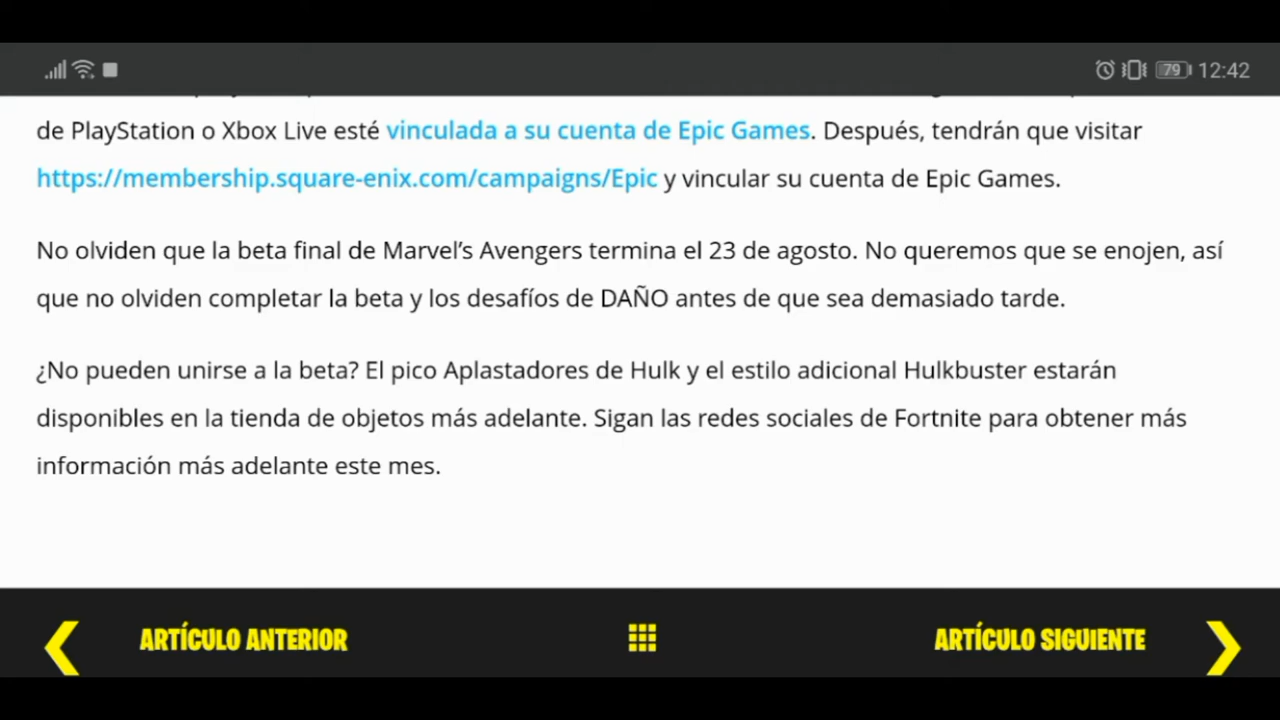 79 12:42
de PlayStation o Xbox Live esté vinculada a su cuenta de Epic Games. Después, tendrán que visitar
https://membership.square-enix.com/campaigns/Epic y vincular su cuenta de Epic Games.
No olviden que la beta final de Marvel’s Avengers termina el 23 de agosto. No queremos que se enojen, así
que no olviden completar la beta y los desafíos de DAÑO antes de que sea demasiado tarde.
¿No pueden unirse a la beta? El pico Aplastadores de Hulk y el estilo adicional Hulkbuster estarán
disponibles en la tienda de objetos más adelante. Sigan las redes sociales de Fortnite para obtener más
información más adelante este mes.
ARTÍCULO ANTERIOR
ARTÍCULO SIGUIENTE